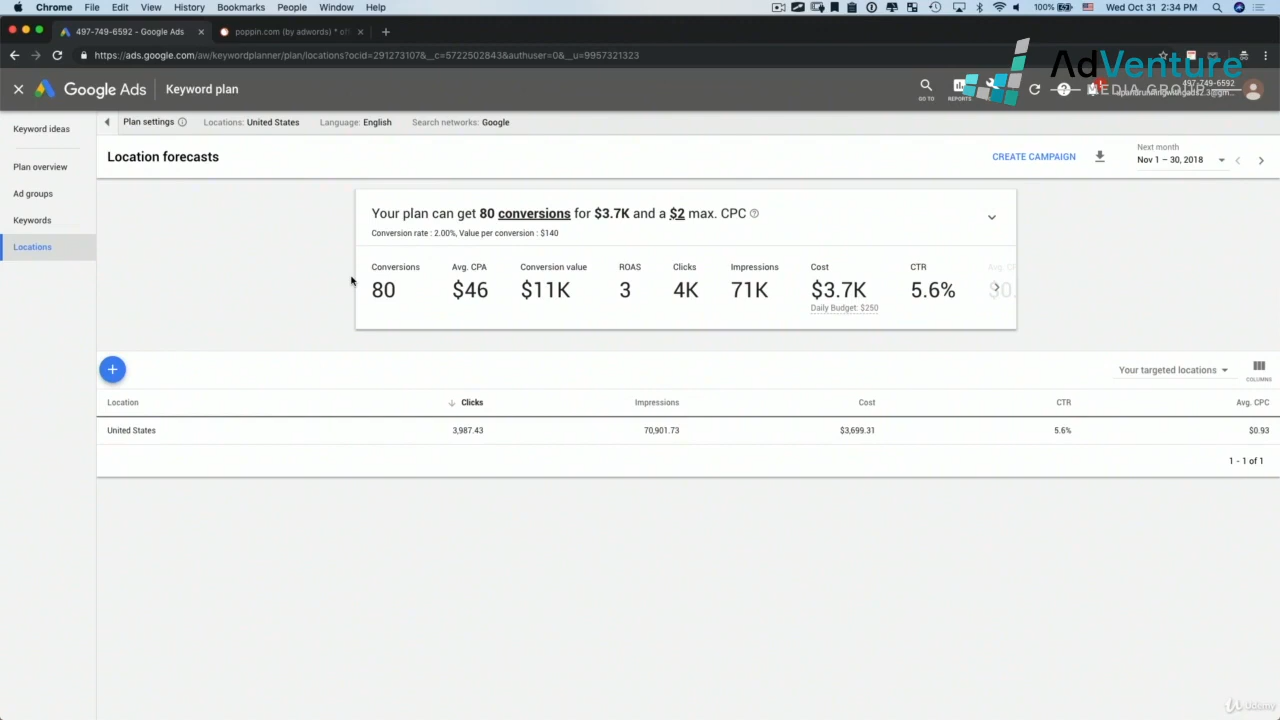 Chrome File Edit View History Bookmarks People Window Help 100% Wed Oct 31 2:34 PM
497-749-6592 - Google Ads poppin.com (by adwords)
https://ads.google.com/aw/keywordplanner/plan/locations?ocid=291273107&__c=5722502843&authuser=0&__u=9957321323
AdVenture
MEDIA GROUP
Google Ads Keyword plan
GO TO REPORTS
497-749-6592
Keyword ideas
Plan overview
Ad groups
Keywords
Locations
Plan settings Locations: United States Language: English Search networks: Google
Location forecasts
CREATE CAMPAIGN
Next month
Nov 1 – 30, 2018
Your plan can get 80 conversions for $3.7K and a $2 max. CPC
Conversion rate : 2.00%, Value per conversion : $140
Conversions Avg. CPA Conversion value ROAS Clicks Impressions Cost CTR
80 $46 $11K 3 4K 71K $3.7K 5.6% $0.
Daily Budget: $250
Your targeted locations
COLUMNS
Location Clicks Impressions Cost CTR Avg. CPC
United States 3,987.43 70,901.73 $3,699.31 5.6% $0.93
1 - 1 of 1
Udemy